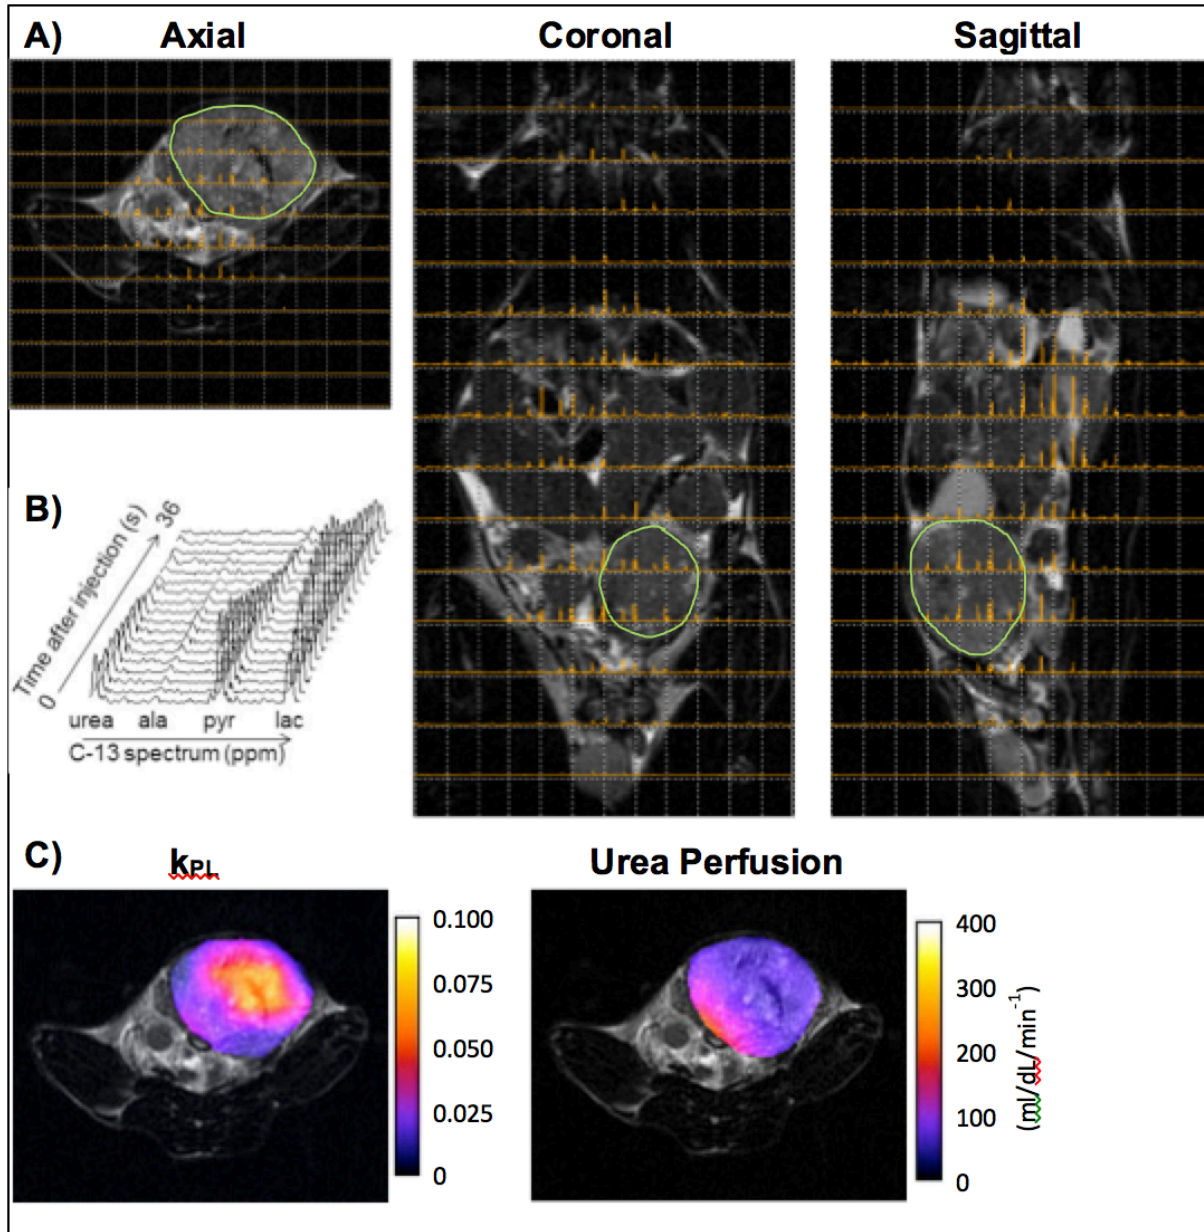 A)
Axial
Coronal
Sagittal
B)
Time after injection (s)
0
36
urea
ala
pyr
lac
C-13 spectrum (ppm)
C)
kPL
0.100
0.075
0.050
0.025
0
Urea Perfusion
400
300
200
100
0
(ml/dL/min⁻¹)